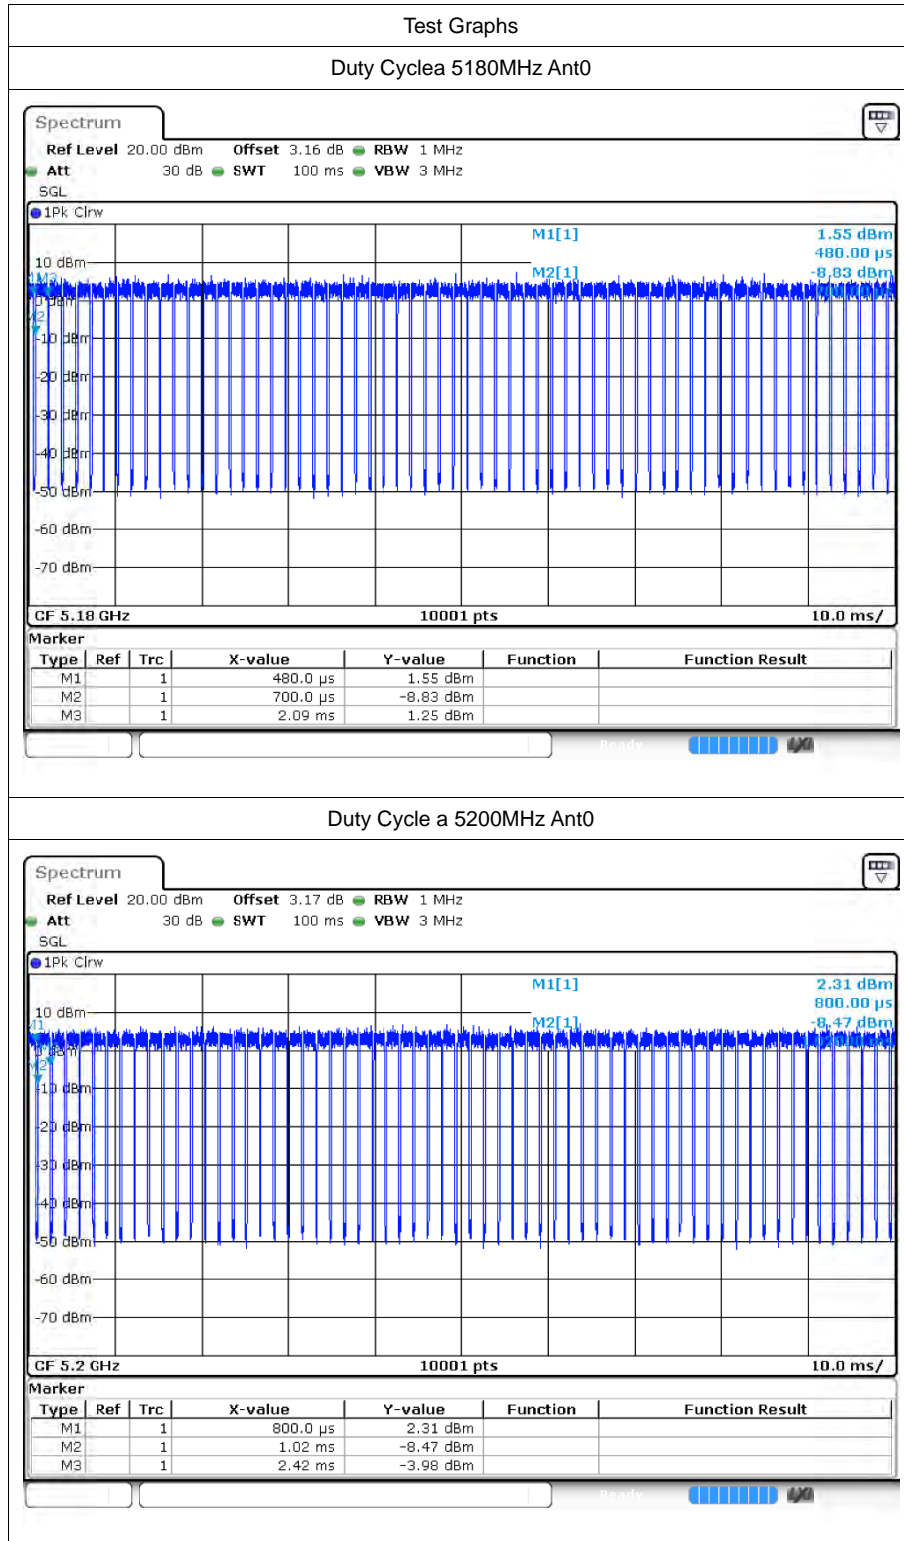 Test Graphs
Duty Cyclea 5180MHz Ant0
Spectrum
Ref Level 20.00 dBm Offset 3.16 dB RBW 1 MHz
Att 30 dB SWT 100 ms VBW 3 MHz
SGL
1Pk Clrw
M1[1] 1.55 dBm
480.00 µs
10 dBm
M2[1] -8.83 dBm
M3
M2
-10 dBm
-20 dBm
-30 dBm
-40 dBm
-50 dBm
-60 dBm
-70 dBm
CF 5.18 GHz 10001 pts 10.0 ms/
Marker
Type Ref Trc X-value Y-value Function Function Result
M1 1 480.0 µs 1.55 dBm
M2 1 700.0 µs -8.83 dBm
M3 1 2.09 ms 1.25 dBm
Ready
Duty Cycle a 5200MHz Ant0
Spectrum
Ref Level 20.00 dBm Offset 3.17 dB RBW 1 MHz
Att 30 dB SWT 100 ms VBW 3 MHz
SGL
1Pk Clrw
M1[1] 2.31 dBm
800.00 µs
10 dBm
M1
M2[1] -8.47 dBm
M2
-10 dBm
-20 dBm
-30 dBm
-40 dBm
-50 dBm
-60 dBm
-70 dBm
CF 5.2 GHz 10001 pts 10.0 ms/
Marker
Type Ref Trc X-value Y-value Function Function Result
M1 1 800.0 µs 2.31 dBm
M2 1 1.02 ms -8.47 dBm
M3 1 2.42 ms -3.98 dBm
Ready